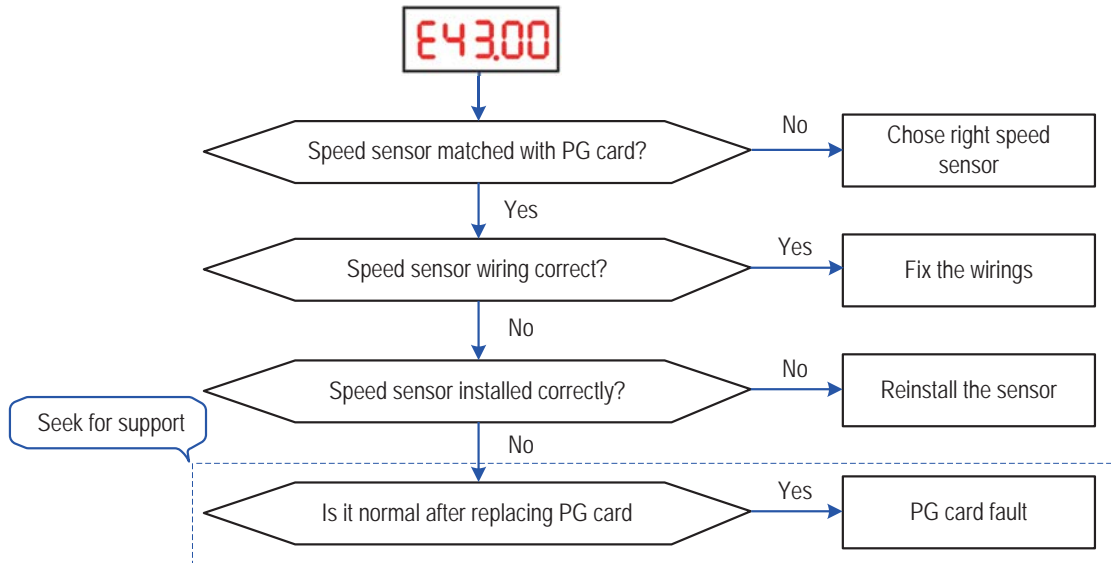 E43.00
Speed sensor matched with PG card?
No
Chose right speed
sensor
Yes
Speed sensor wiring correct?
Yes
Fix the wirings
No
Speed sensor installed correctly?
No
Reinstall the sensor
Seek for support
No
Is it normal after replacing PG card
Yes
PG card fault